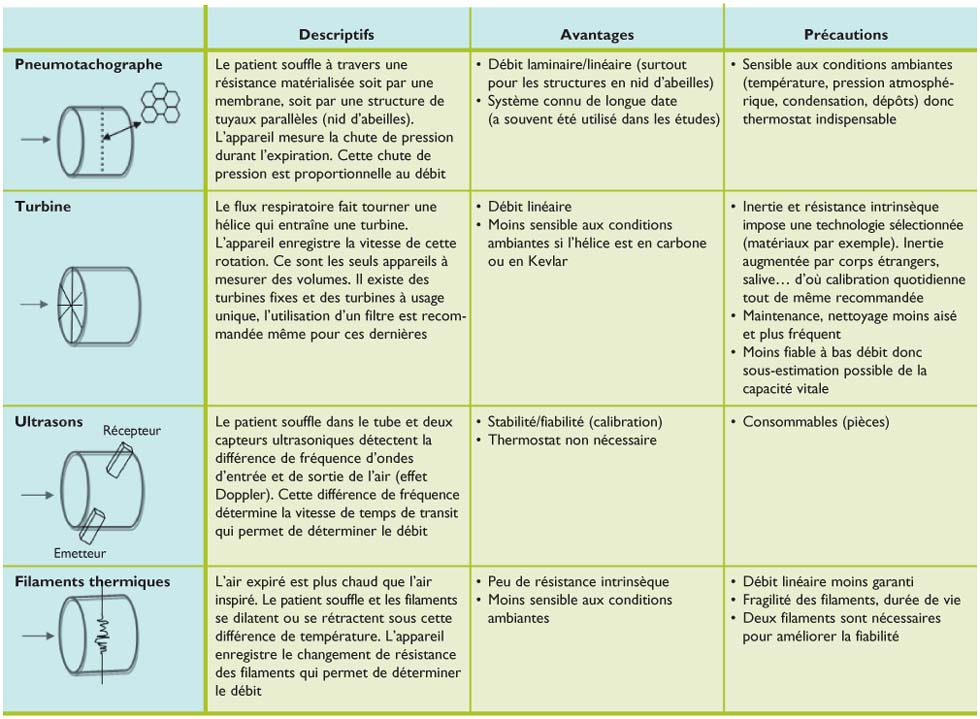 Descriptifs
Avantages
Précautions
Pneumotachographe
Le patient souffle à travers une
résistance matérialisée soit par une
membrane, soit par une structure de
tuyaux parallèles (nid d'abeilles).
L'appareil mesure la chute de pression
durant l'expiration. Cette chute de
pression est proportionnelle au débit
• Débit laminaire/linéaire (surtout
pour les structures en nid d'abeilles)
• Système connu de longue date
(a souvent été utilisé dans les études)
• Sensible aux conditions ambiantes
(température, pression atmosphé-
rique, condensation, dépôts) donc
thermostat indispensable
Turbine
Le flux respiratoire fait tourner une
hélice qui entraîne une turbine.
L'appareil enregistre la vitesse de cette
rotation. Ce sont les seuls appareils à
mesurer des volumes. Il existe des
turbines fixes et des turbines à usage
unique, l'utilisation d'un filtre est recom-
mandée même pour ces dernières
• Débit linéaire
• Moins sensible aux conditions
ambiantes si l'hélice est en carbone
ou en Kevlar
• Inertie et résistance intrinsèque
impose une technologie sélectionnée
(matériaux par exemple). Inertie
augmentée par corps étrangers,
salive… d'où calibration quotidienne
tout de même recommandée
• Maintenance, nettoyage moins aisé
et plus fréquent
• Moins fiable à bas débit donc
sous-estimation possible de la
capacité vitale
Ultrasons
Récepteur
Emetteur
Le patient souffle dans le tube et deux
capteurs ultrasoniques détectent la
différence de fréquence d'ondes
d'entrée et de sortie de l'air (effet
Doppler). Cette différence de fréquence
détermine la vitesse de temps de transit
qui permet de déterminer le débit
• Stabilité/fiabilité (calibration)
• Thermostat non nécessaire
• Consommables (pièces)
Filaments thermiques
L'air expiré est plus chaud que l'air
inspiré. Le patient souffle et les filaments
se dilatent ou se rétractent sous cette
différence de température. L'appareil
enregistre le changement de résistance
des filaments qui permet de déterminer
le débit
• Peu de résistance intrinsèque
• Moins sensible aux conditions
ambiantes
• Débit linéaire moins garanti
• Fragilité des filaments, durée de vie
• Deux filaments sont nécessaires
pour améliorer la fiabilité